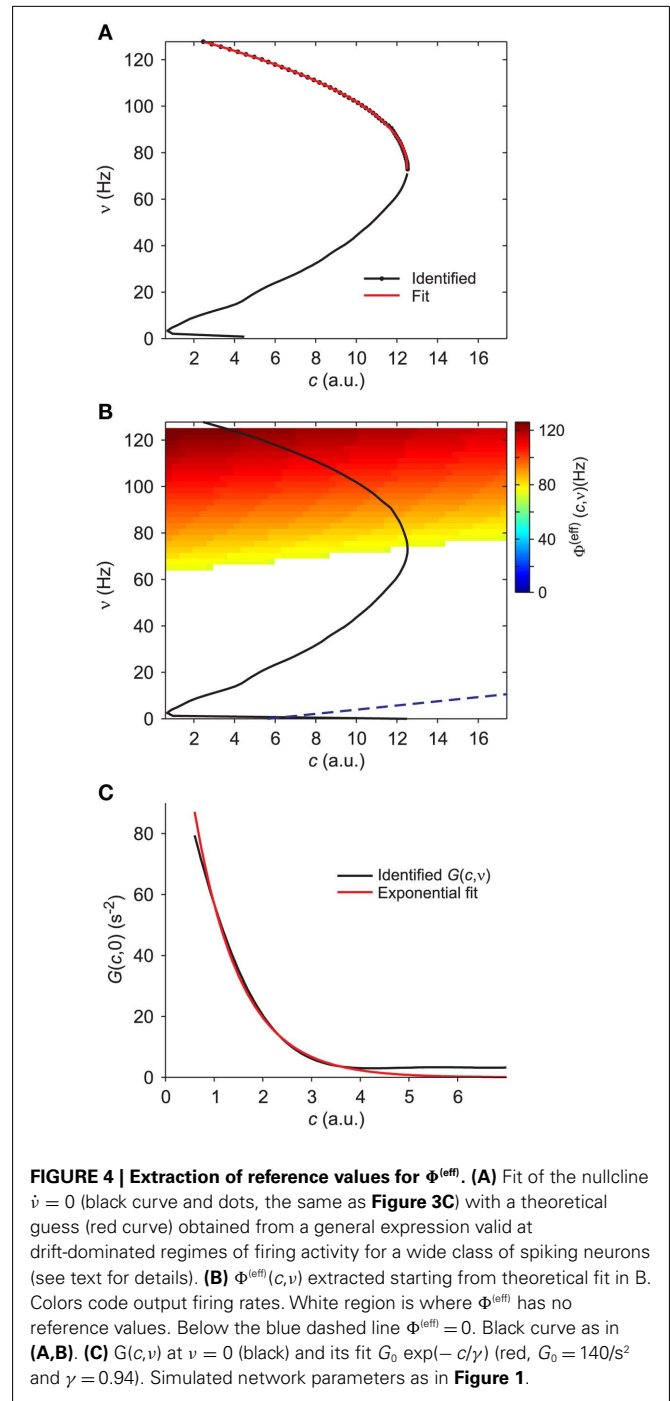 A
120
100
80
60
40
20
0
ν (Hz)
Identified
Fit
2 4 6 8 10 12 14 16
c (a.u.)
B
120
100
80
60
40
20
0
ν (Hz)
2 4 6 8 10 12 14 16
c (a.u.)
120
80
40
0
Φ(eff) (c,ν)(Hz)
C
80
60
40
20
0
G(c,0) (s-2)
Identified G(c,ν)
Exponential fit
0 1 2 3 4 5 6
c (a.u.)
FIGURE 4 | Extraction of reference values for Φ(eff). (A) Fit of the nullcline
ν̇ = 0 (black curve and dots, the same as Figure 3C) with a theoretical
guess (red curve) obtained from a general expression valid at
drift-dominated regimes of firing activity for a wide class of spiking neurons
(see text for details). (B) Φ(eff)(c,ν) extracted starting from theoretical fit in B.
Colors code output firing rates. White region is where Φ(eff) has no
reference values. Below the blue dashed line Φ(eff) = 0. Black curve as in
(A,B). (C) G(c,ν) at ν = 0 (black) and its fit G0 exp(− c/γ) (red, G0 = 140/s2
and γ = 0.94). Simulated network parameters as in Figure 1.